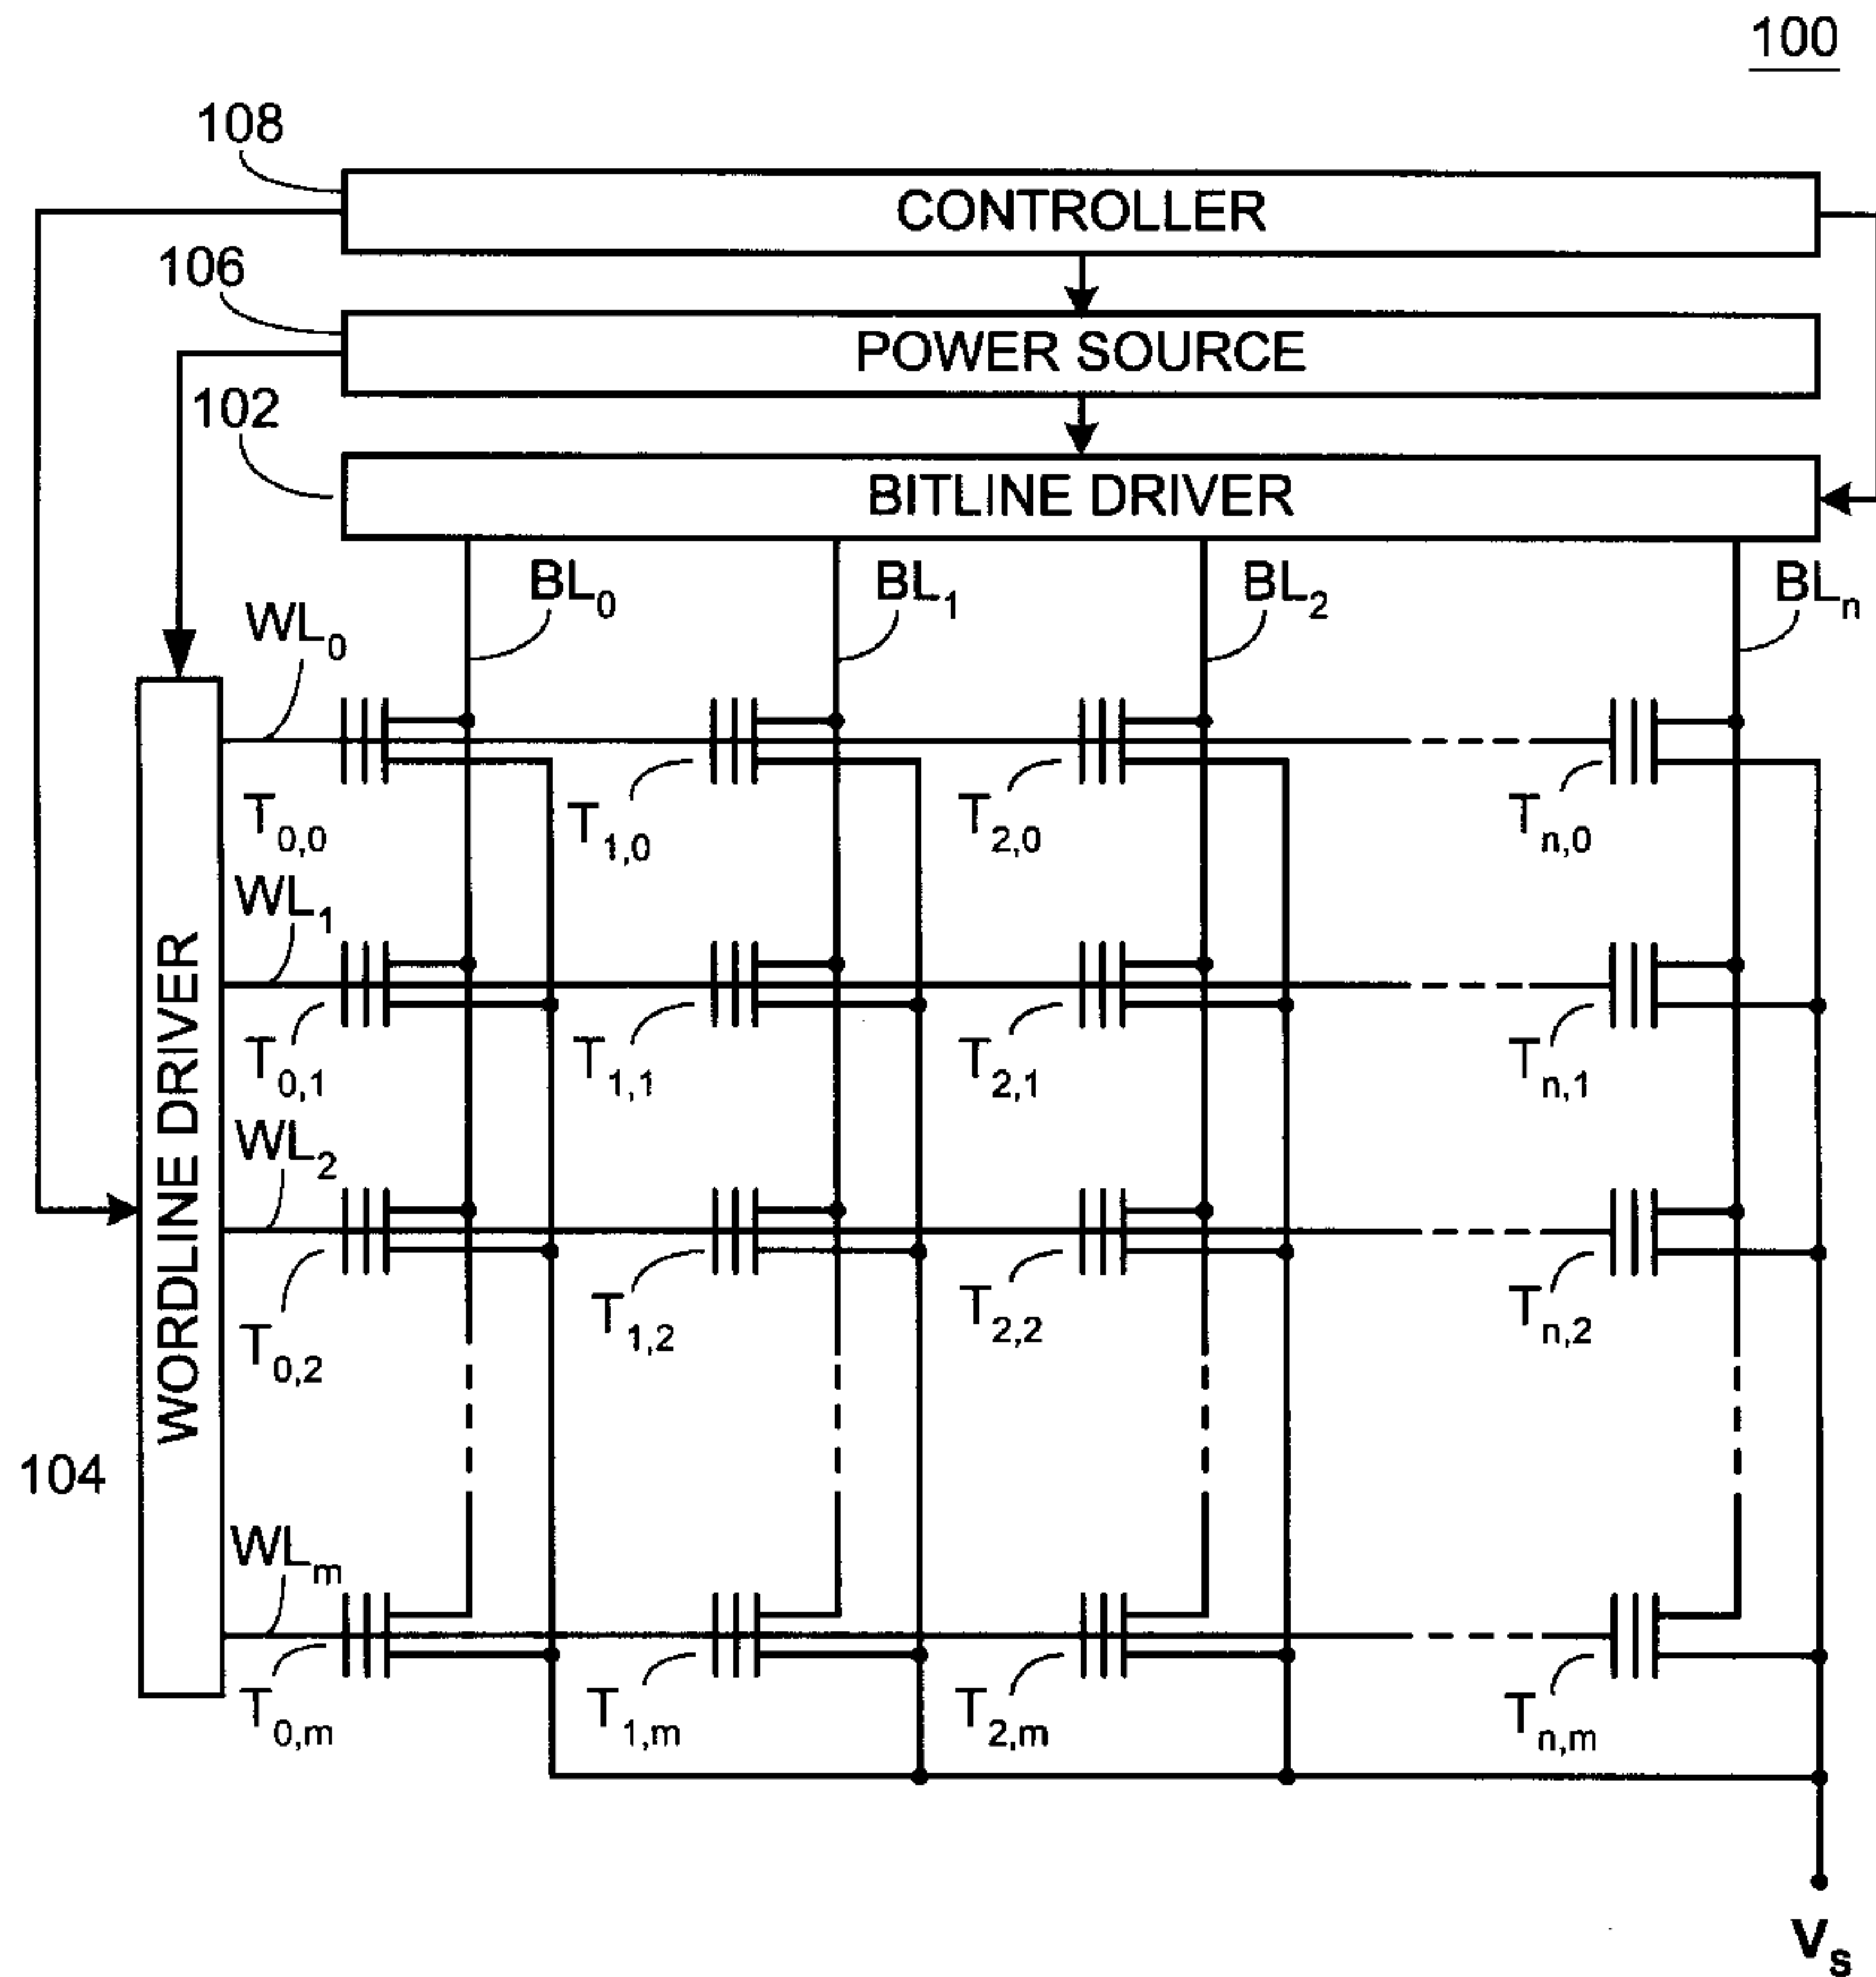 100
108
CONTROLLER
106
POWER SOURCE
102
BITLINE DRIVER
BL₀ BL₁ BL₂ BLₙ
WL₀
T₀,₀ T₁,₀ T₂,₀ Tₙ,₀
WL₁
WORDLINE DRIVER
T₀,₁ T₁,₁ T₂,₁ Tₙ,₁
WL₂
T₀,₂ T₁,₂ T₂,₂ Tₙ,₂
104
WLₘ
T₀,ₘ T₁,ₘ T₂,ₘ Tₙ,ₘ
Vₛ